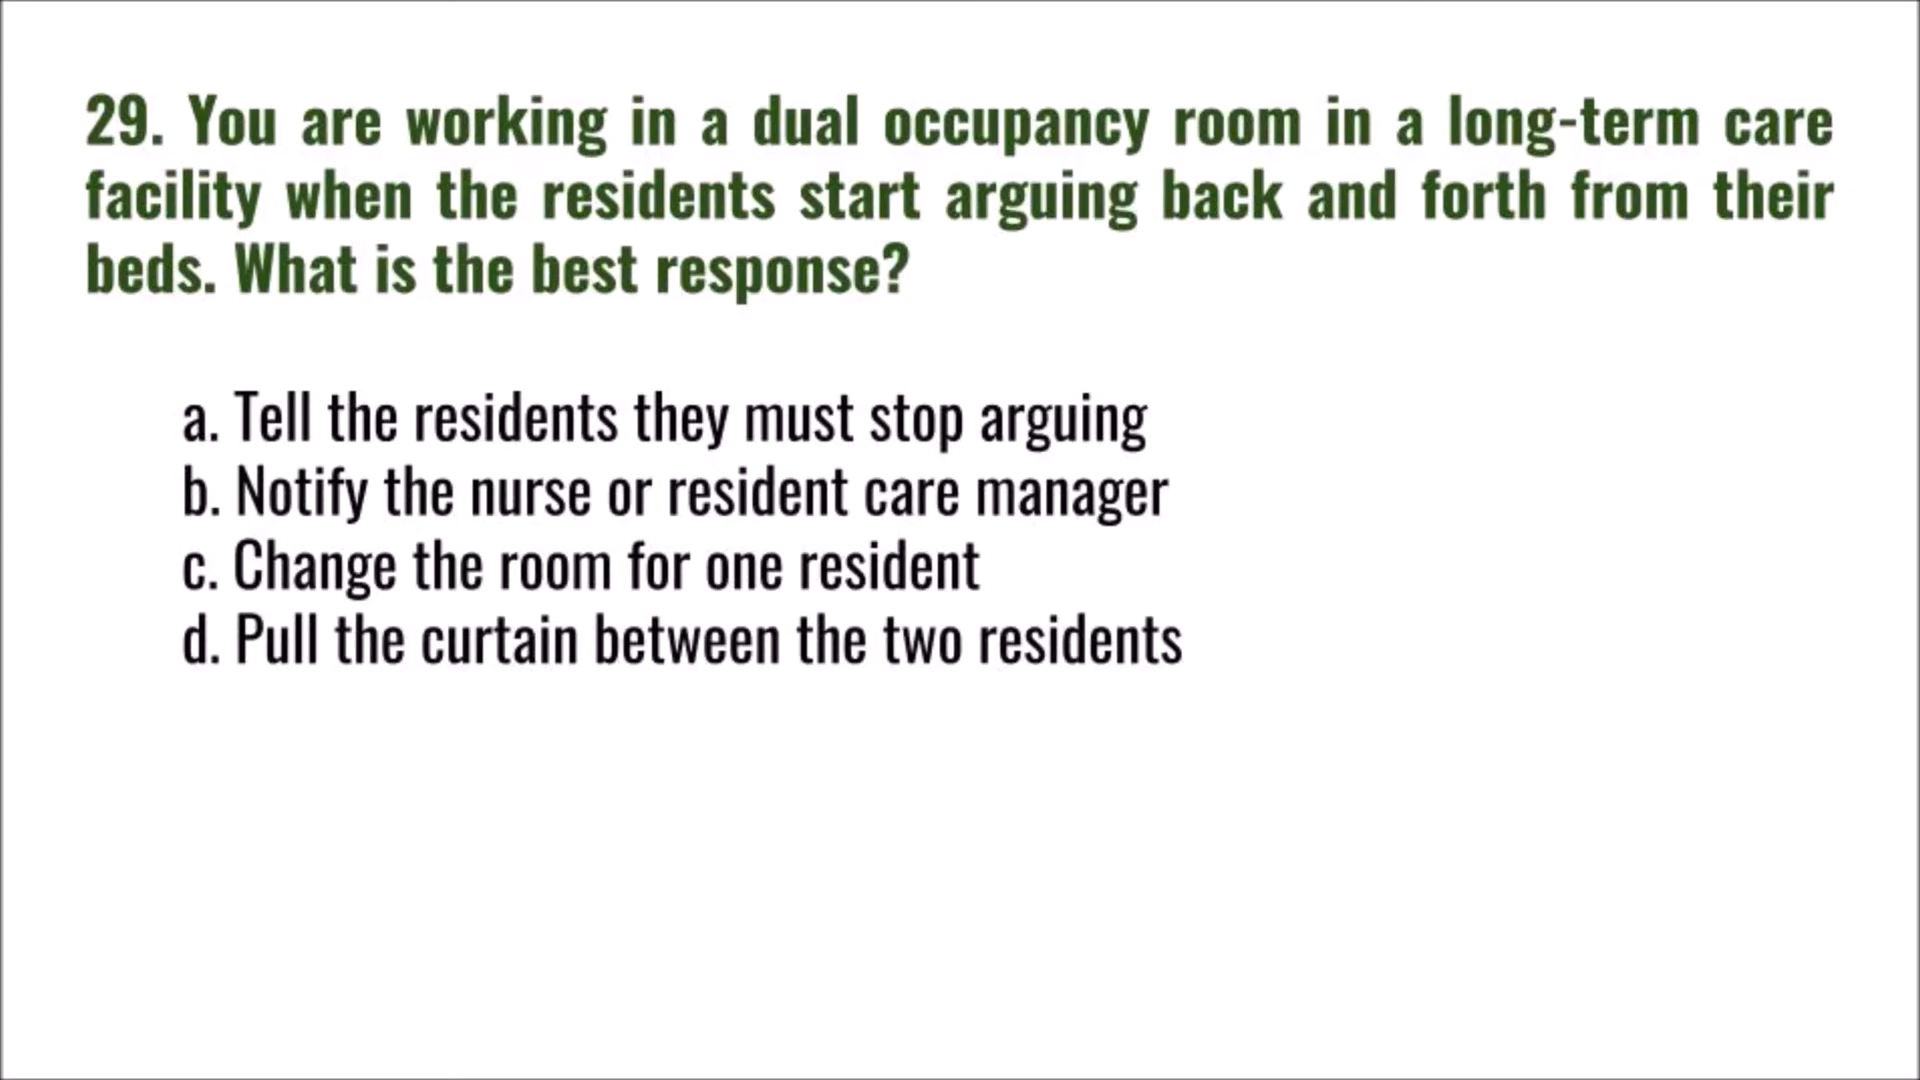 29. You are working in a dual occupancy room in a long-term care
facility when the residents start arguing back and forth from their
beds. What is the best response?
a. Tell the residents they must stop arguing
b. Notify the nurse or resident care manager
c. Change the room for one resident
d. Pull the curtain between the two residents